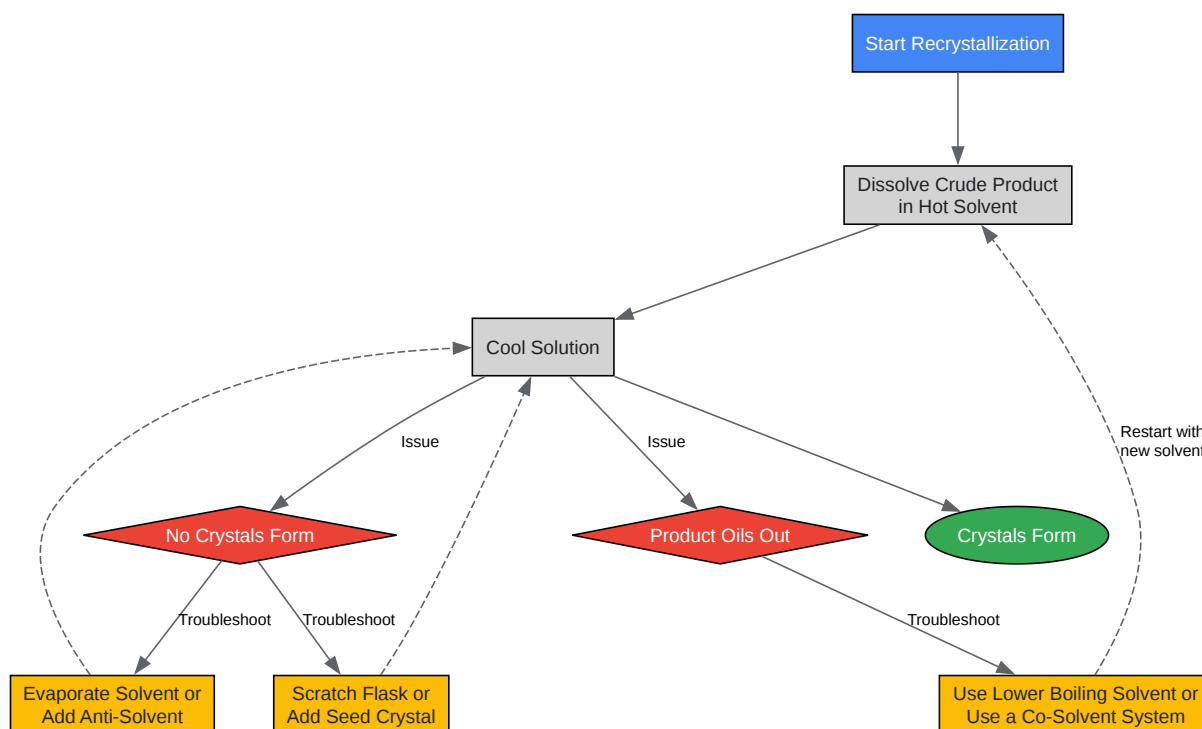 Start Recrystallization
Dissolve Crude Product
in Hot Solvent
Cool Solution
Issue
Issue
Restart with
new solvent
No Crystals Form
Product Oils Out
Crystals Form
Troubleshoot
Troubleshoot
Troubleshoot
Evaporate Solvent or
Add Anti-Solvent
Scratch Flask or
Add Seed Crystal
Use Lower Boiling Solvent or
Use a Co-Solvent System